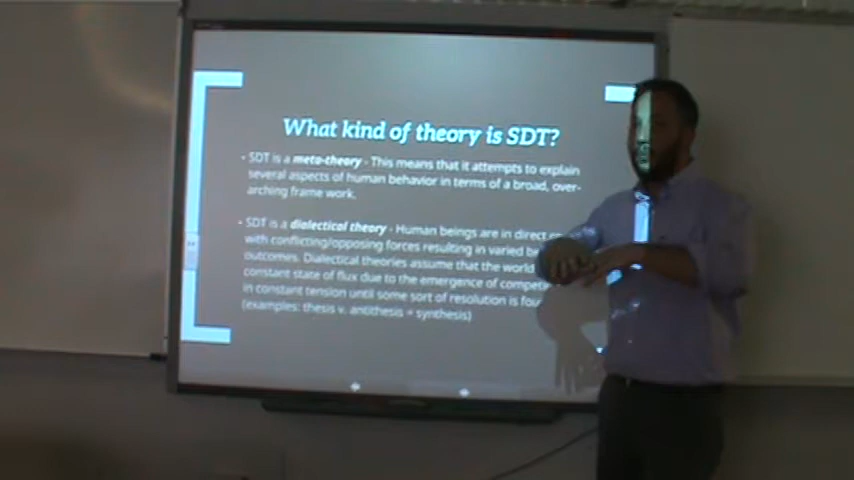 What kind of theory is SDT?
• SDT is a meta-theory - This means that it attempts to explain
several aspects of human behavior in terms of a broad, over-
arching frame work.
• SDT is a dialectical theory - Human beings are in direct
with conflicting/opposing forces resulting in varied
outcomes. Dialectical theories assume that the world
constant state of flux due to the emergence of
in constant tension until some sort of resolution is
(examples: thesis v. antithesis = synthesis)